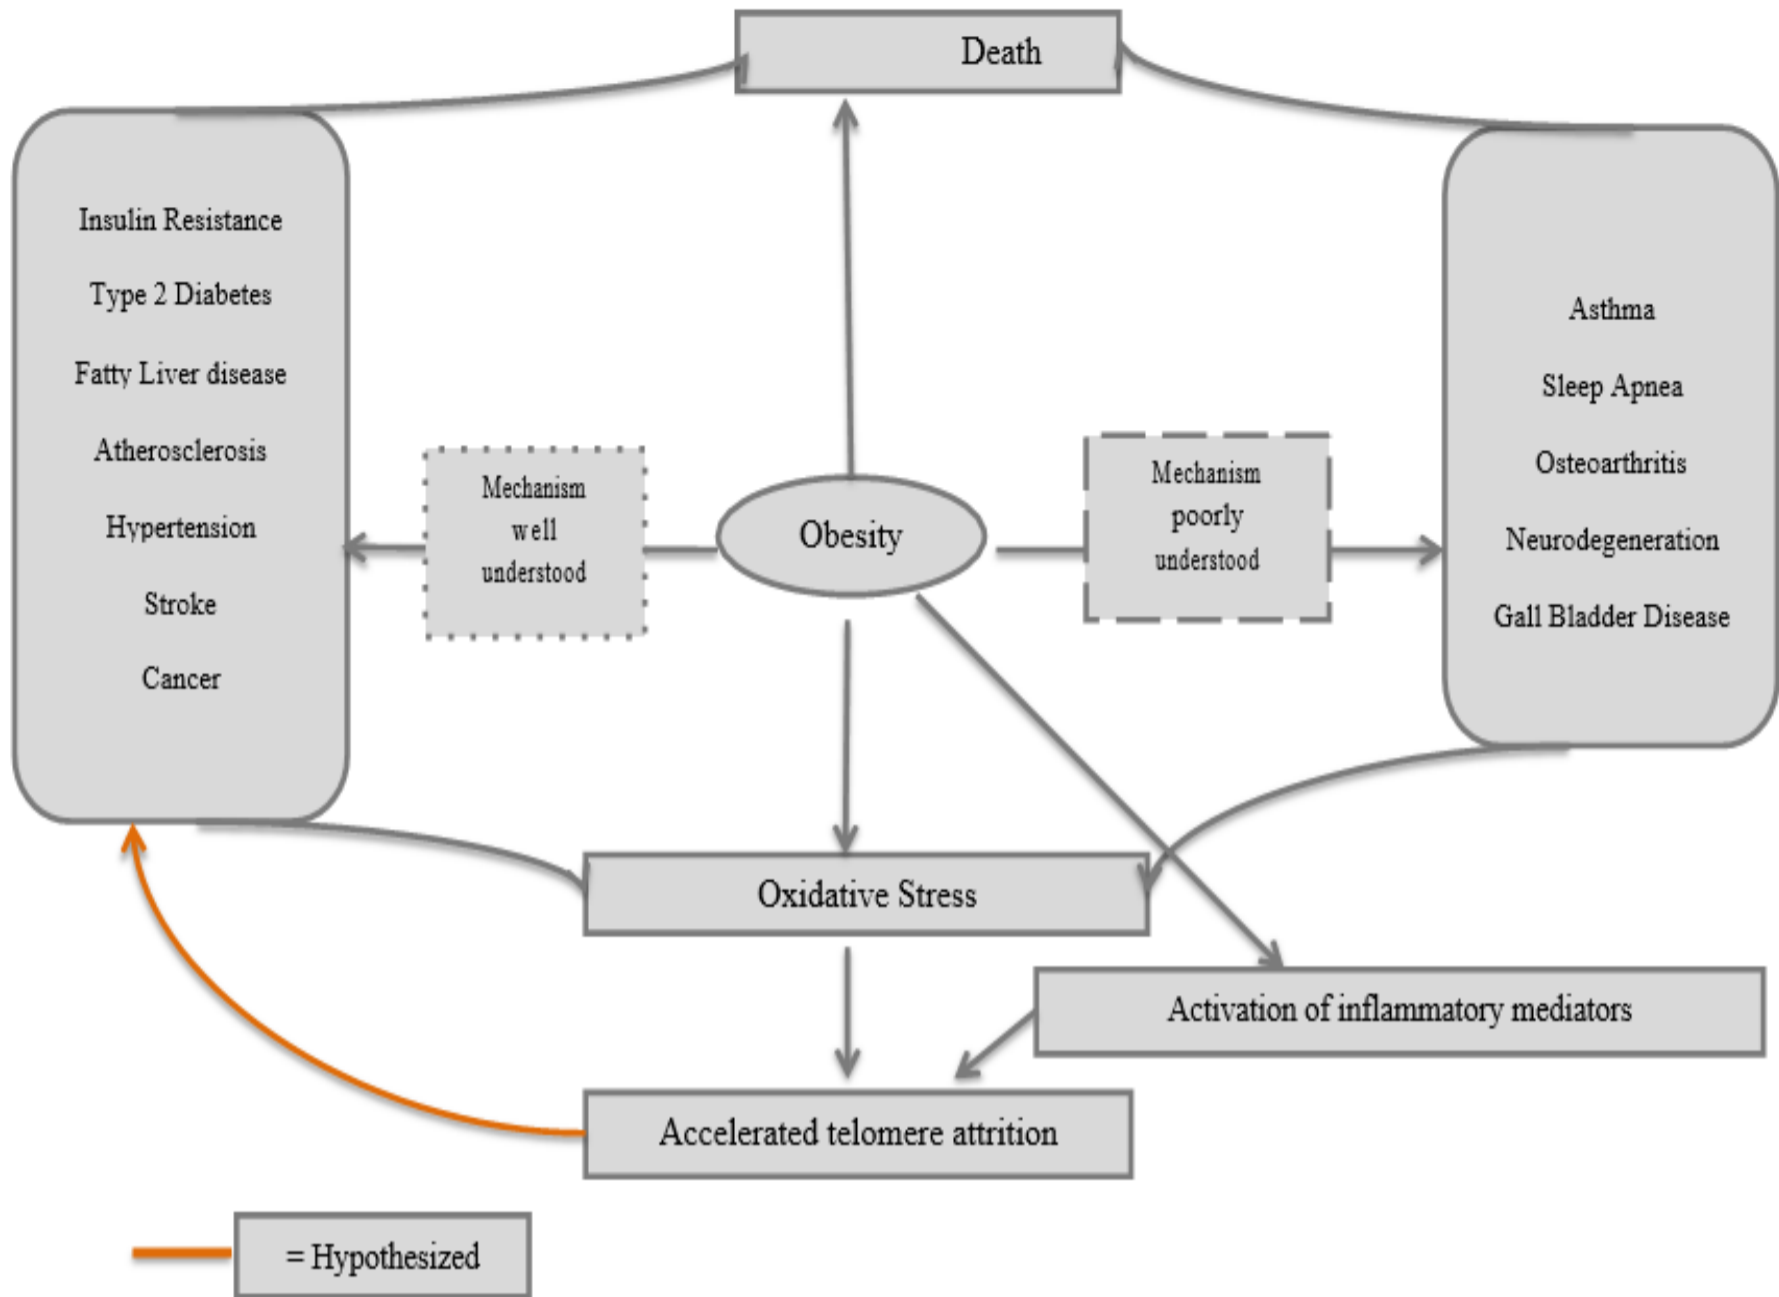 Death
Insulin Resistance
Type 2 Diabetes
Fatty Liver disease
Atherosclerosis
Hypertension
Stroke
Cancer
Mechanism
well
understood
Obesity
Mechanism
poorly
understood
Asthma
Sleep Apnea
Osteoarthritis
Neurodegeneration
Gall Bladder Disease
Oxidative Stress
Activation of inflammatory mediators
Accelerated telomere attrition
= Hypothesized